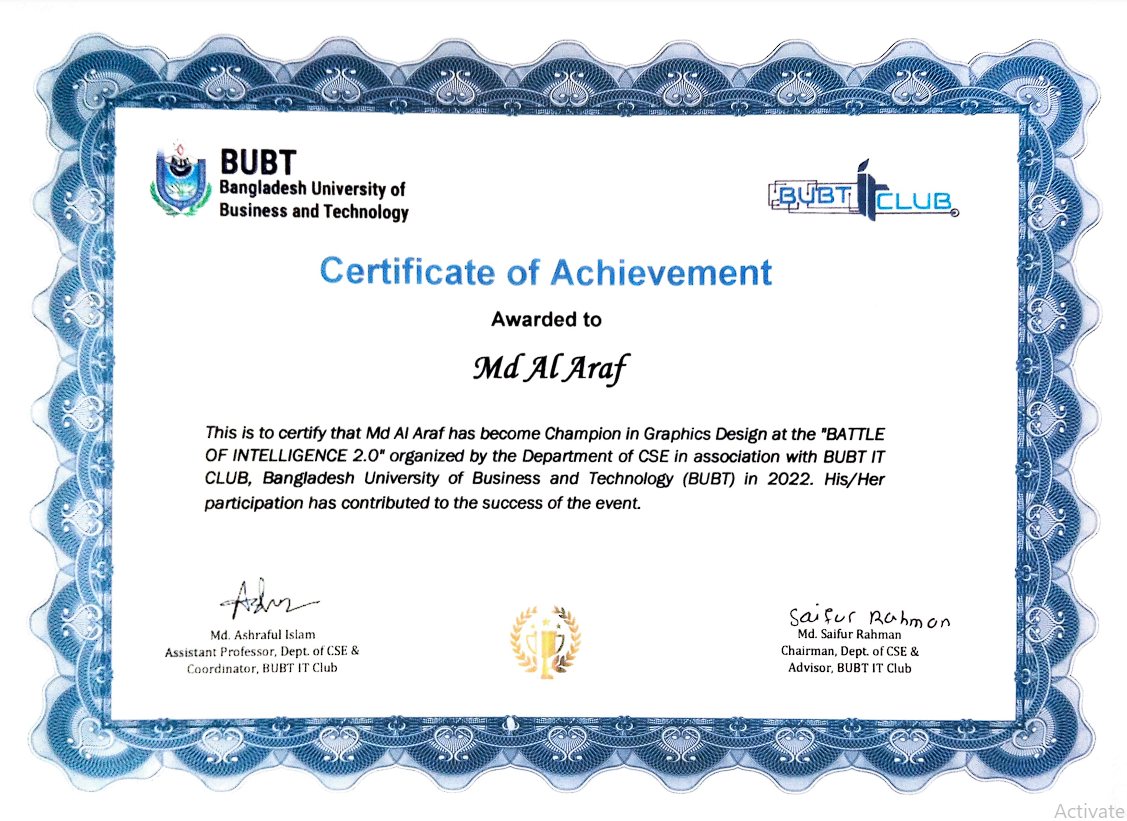 BUBT
Bangladesh University of
Business and Technology
BUBT it CLUB
Certificate of Achievement
Awarded to
Md Al Araf
This is to certify that Md Al Araf has become Champion in Graphics Design at the "BATTLE
OF INTELLIGENCE 2.0" organized by the Department of CSE in association with BUBT IT
CLUB, Bangladesh University of Business and Technology (BUBT) in 2022. His/Her
participation has contributed to the success of the event.
Md. Ashraful Islam
Assistant Professor, Dept. of CSE &
Coordinator, BUBT IT Club
Saifur Rahman
Md. Saifur Rahman
Chairman, Dept. of CSE &
Advisor, BUBT IT Club
Activate